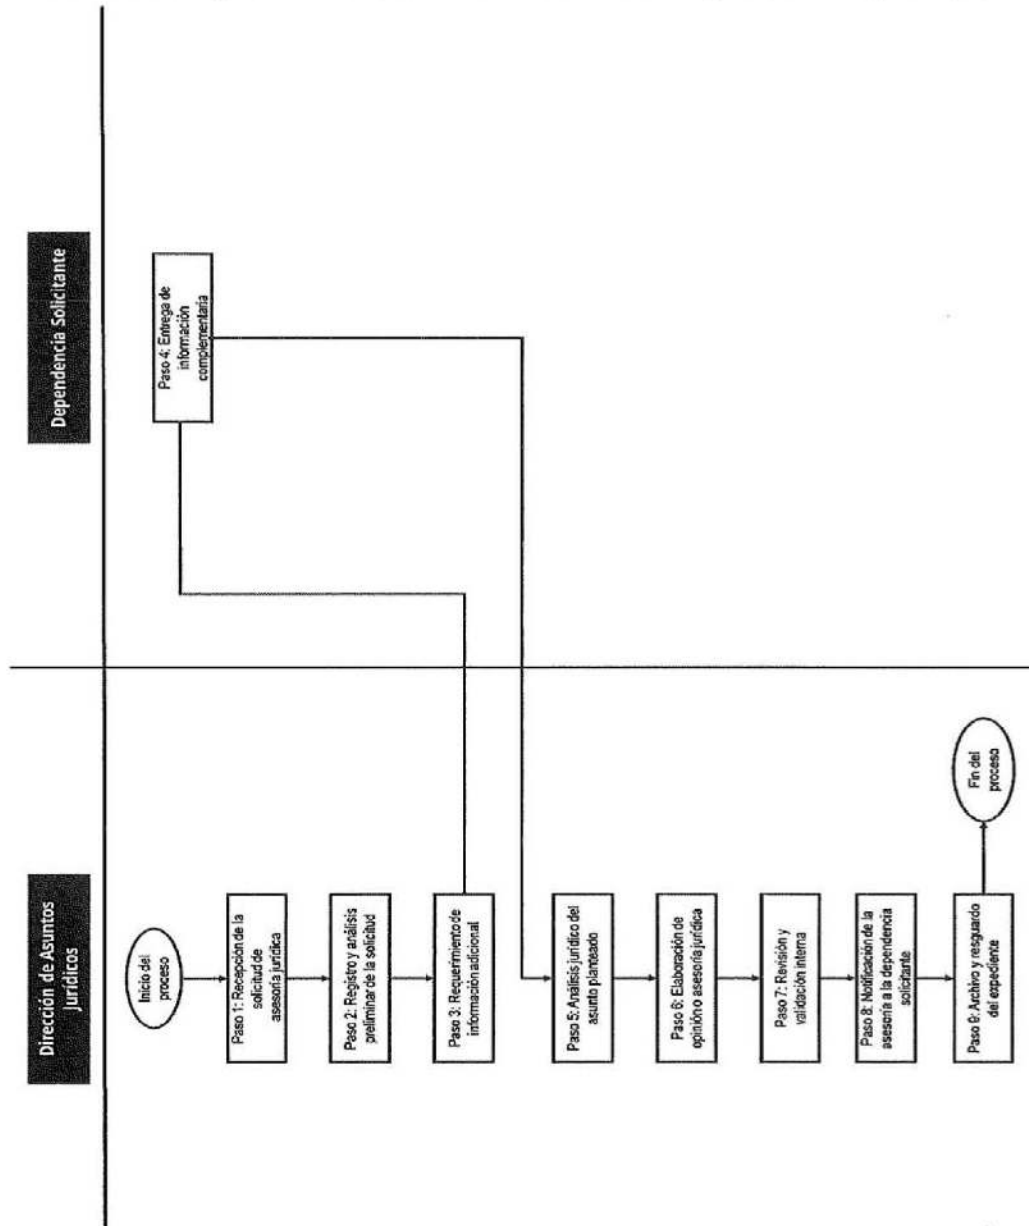 Dirección de Asuntos
Jurídicos
Dependencia Solicitante
Inicio del
proceso
Paso 1: Recepción de la
solicitud de
asesoría jurídica
Paso 2: Registro y análisis
preliminar de la solicitud
Paso 3: Requerimiento de
información adicional
Paso 4: Entrega de
información
complementaria
Paso 5: Análisis jurídico del
asunto planteado
Paso 6: Elaboración de
opinión o asesoría jurídica
Paso 7: Revisión y
validación interna
Paso 8: Notificación de la
asesoría a la dependencia
solicitante
Paso 9: Archivo y resguardo
del expediente
Fin del
proceso